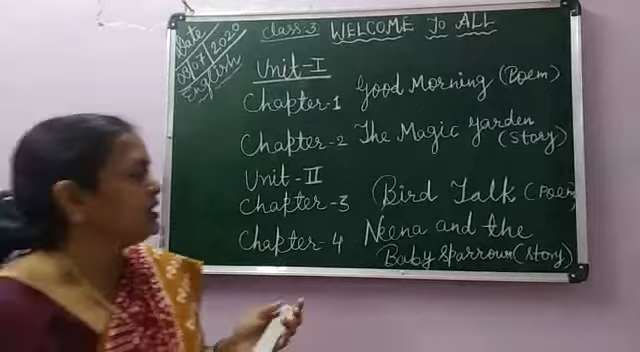 Date
09/07/2020
English
Class 3 WELCOME To ALL
Unit-I
Chapter-1 Good Morning (Poem)
Chapter-2 The Magic garden
(Story)
Unit-II
Chapter-3 Bird Talk (Poem)
Chapter-4 Neena and the
Baby Sparrow (Story)